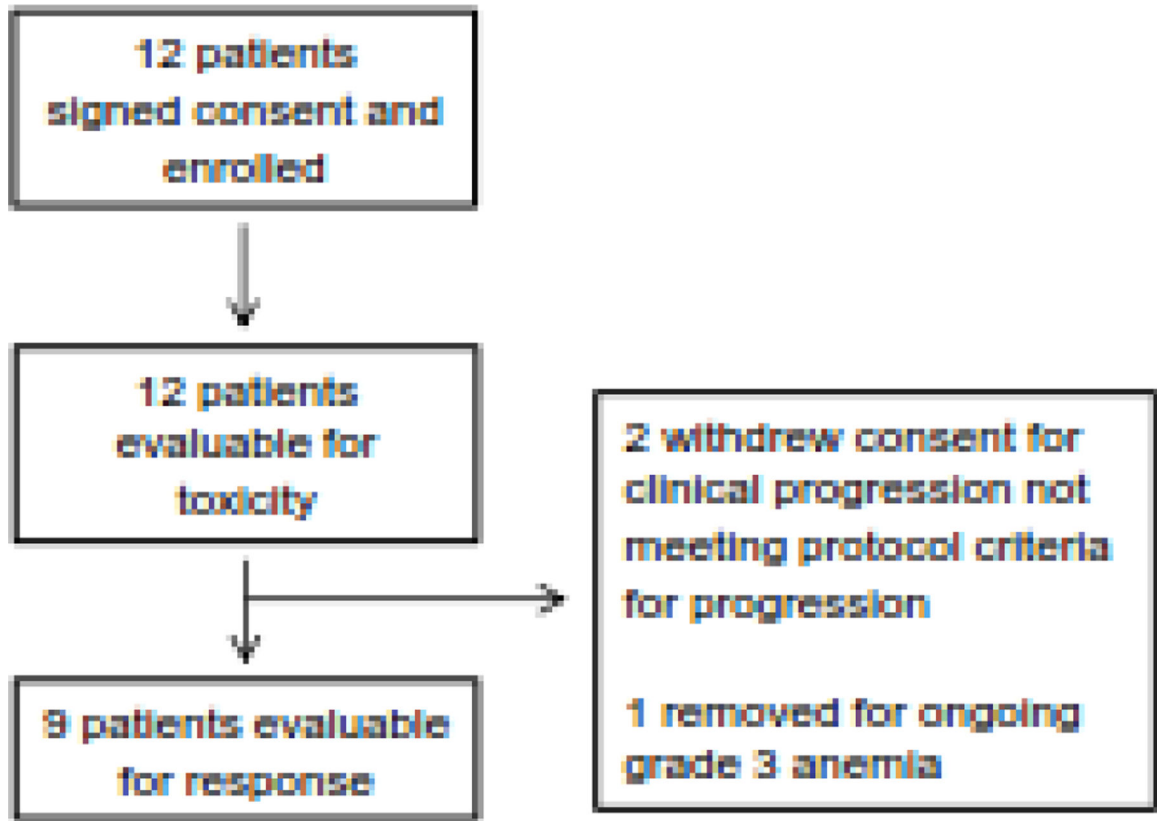 12 patients
signed consent and
enrolled
12 patients
evaluable for
toxicity
2 withdrew consent for
clinical progression not
meeting protocol criteria
for progression
1 removed for ongoing
grade 3 anemia
9 patients evaluable
for response